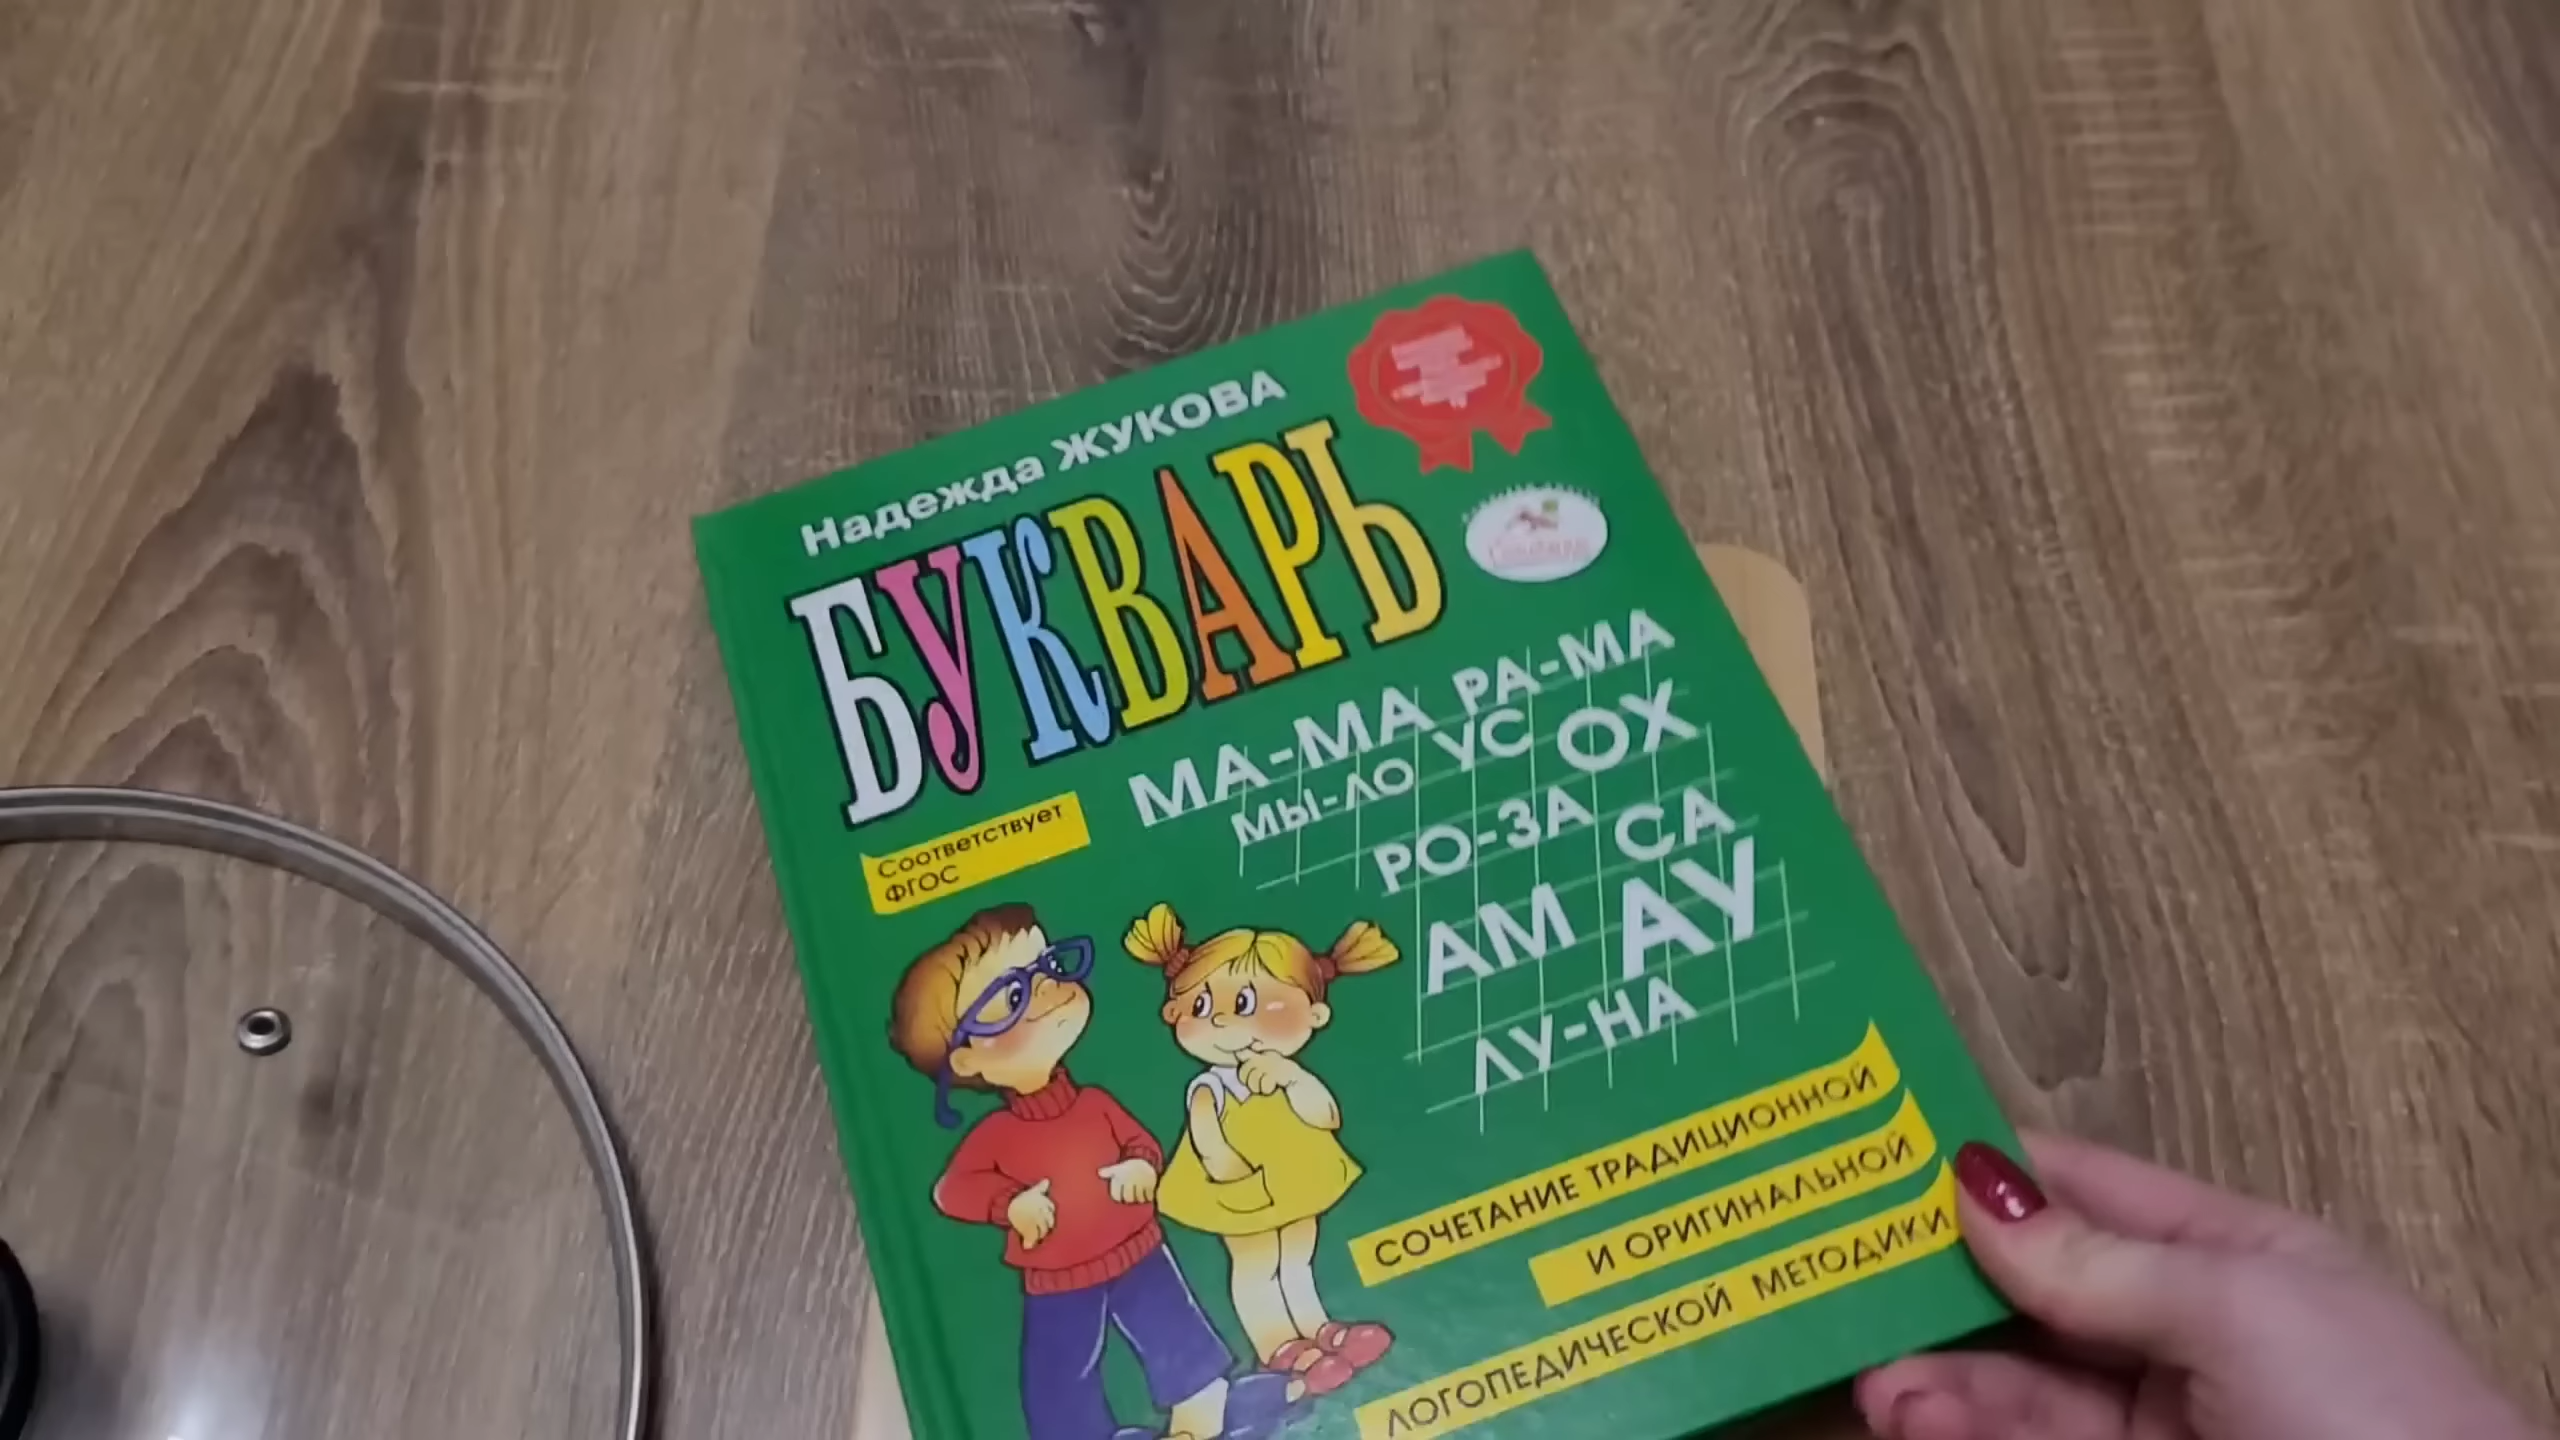 Надежда ЖУКОВА
БУКВАРЬ
МА-МА РА-МА
МЫ-ЛО УС ОХ
РО-ЗА СА
АМ АУ
ЛУ-НА
Соответствует
ФГОС
СОЧЕТАНИЕ ТРАДИЦИОННОЙ
И ОРИГИНАЛЬНОЙ
ЛОГОПЕДИЧЕСКОЙ МЕТОДИКИ